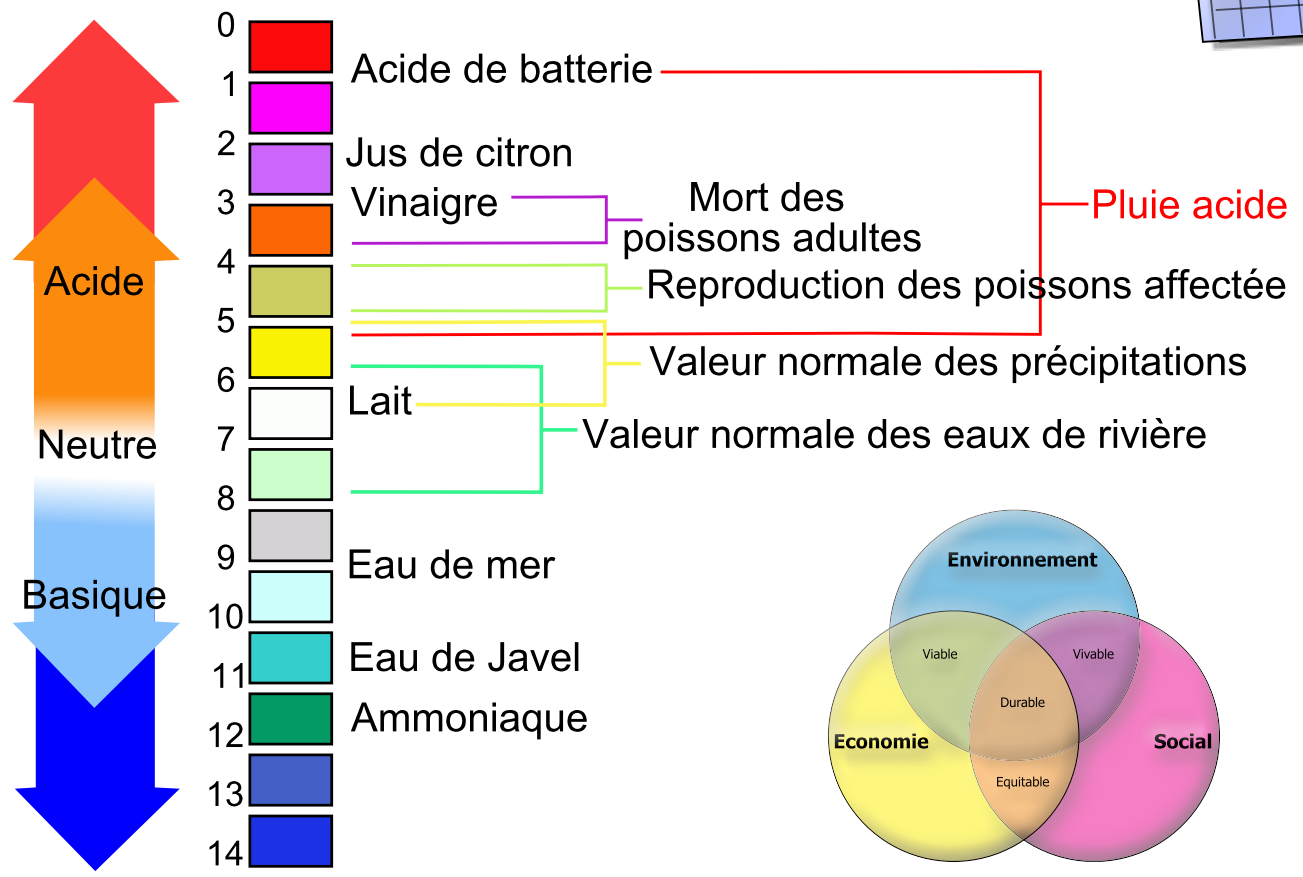 0
Acide de batterie
1
2
Jus de citron
3
Vinaigre
Mort des
poissons adultes
Pluie acide
4
Acide
Reproduction des poissons affectée
5
Valeur normale des précipitations
6
Lait
7
Neutre
Valeur normale des eaux de rivière
8
9
Eau de mer
Basique
10
11
Eau de Javel
12
Ammoniaque
13
14
Environnement
Viable
Vivable
Durable
Economie
Social
Equitable